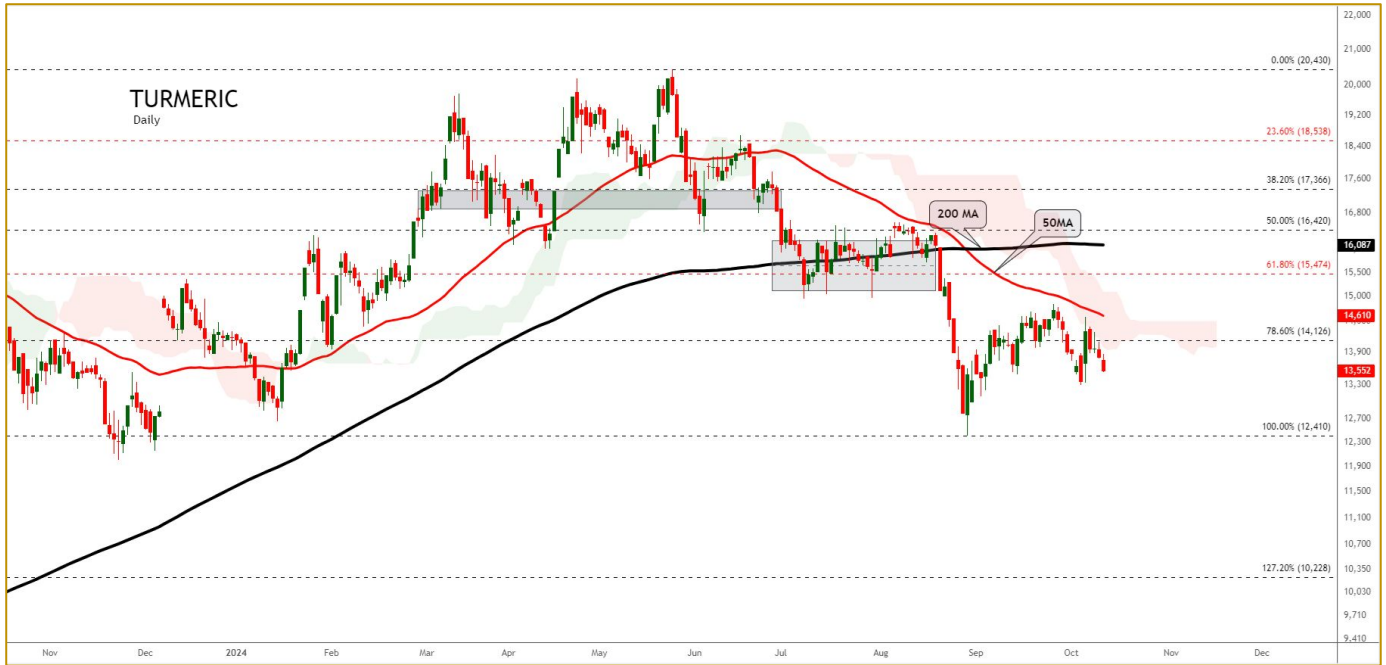 TURMERIC
Daily
0.00% (20,430)
23.60% (18,538)
38.20% (17,366)
50.00% (16,420)
61.80% (15,474)
78.60% (14,126)
100.00% (12,410)
127.20% (10,228)
200 MA
50MA
22,000
21,000
20,000
19,200
18,400
17,600
16,800
16,087
15,500
15,000
14,610
13,900
13,552
13,300
12,700
12,300
11,900
11,500
11,100
10,700
10,350
10,030
9,710
9,410
Nov
Dec
2024
Feb
Mar
Apr
May
Jun
Jul
Aug
Sep
Oct
Nov
Dec